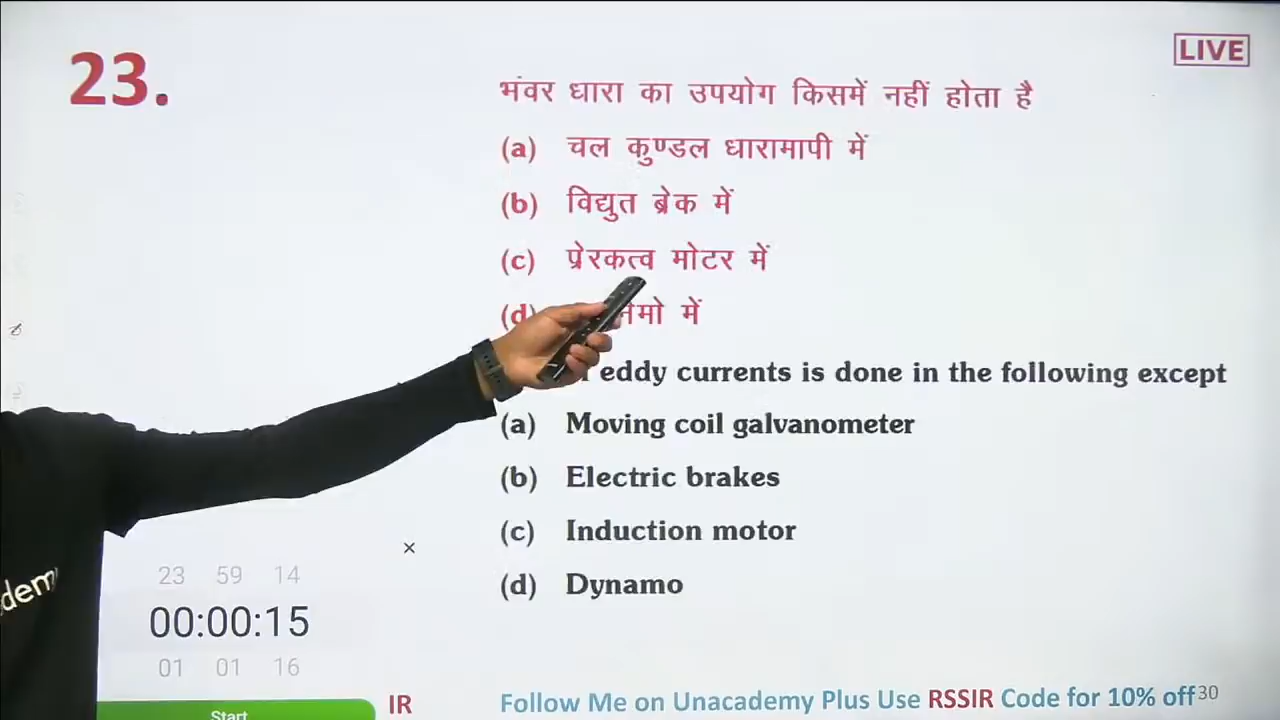 23.
LIVE
भंवर धारा का उपयोग किसमें नहीं होता है
(a) चल कुण्डल धारामापी में
(b) विद्युत ब्रेक में
(c) प्रेरकत्व मोटर में
(d) में
eddy currents is done in the following except
(a) Moving coil galvanometer
(b) Electric brakes
(c) Induction motor
(d) Dynamo
23 59 14
00:00:15
01 01 16
Start
IR
Follow Me on Unacademy Plus Use RSSIR Code for 10% off
30